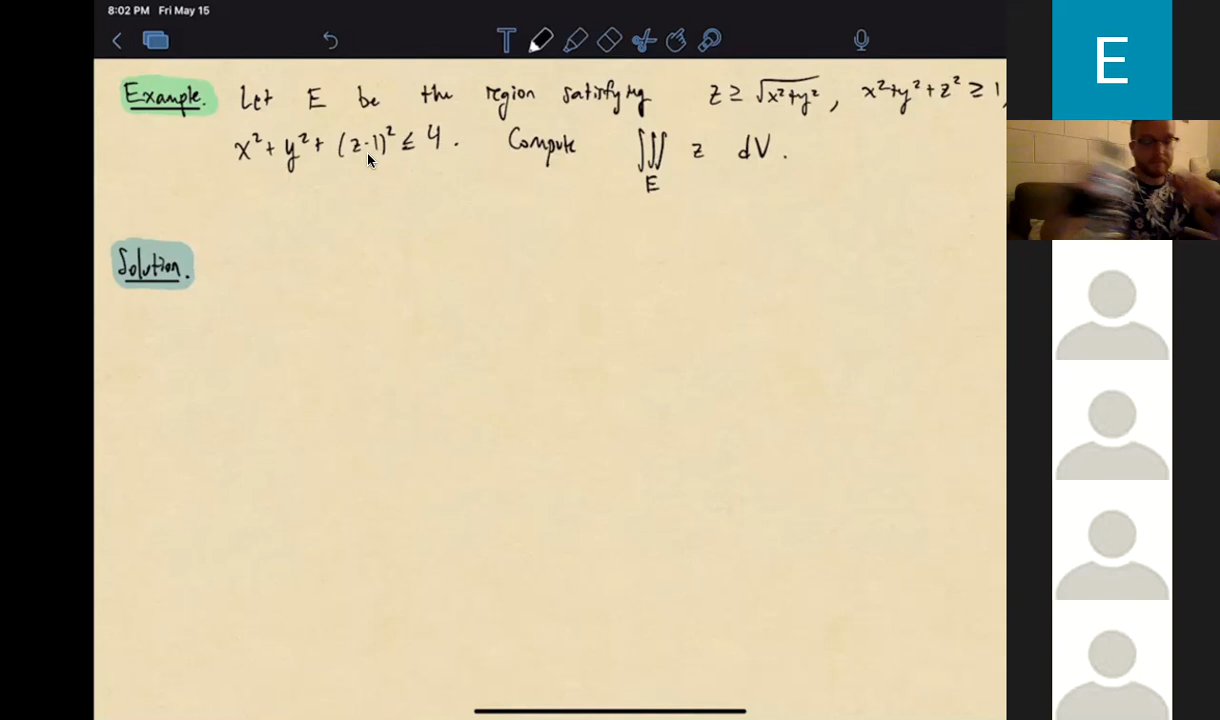 8:02 PM Fri May 15
E
Example. Let E be the region satisfying z ≥ √x²+y², x²+y²+z² ≥ 1,
x²+y²+(z-1)² ≤ 4. Compute ∭ z dV.
E
Solution.